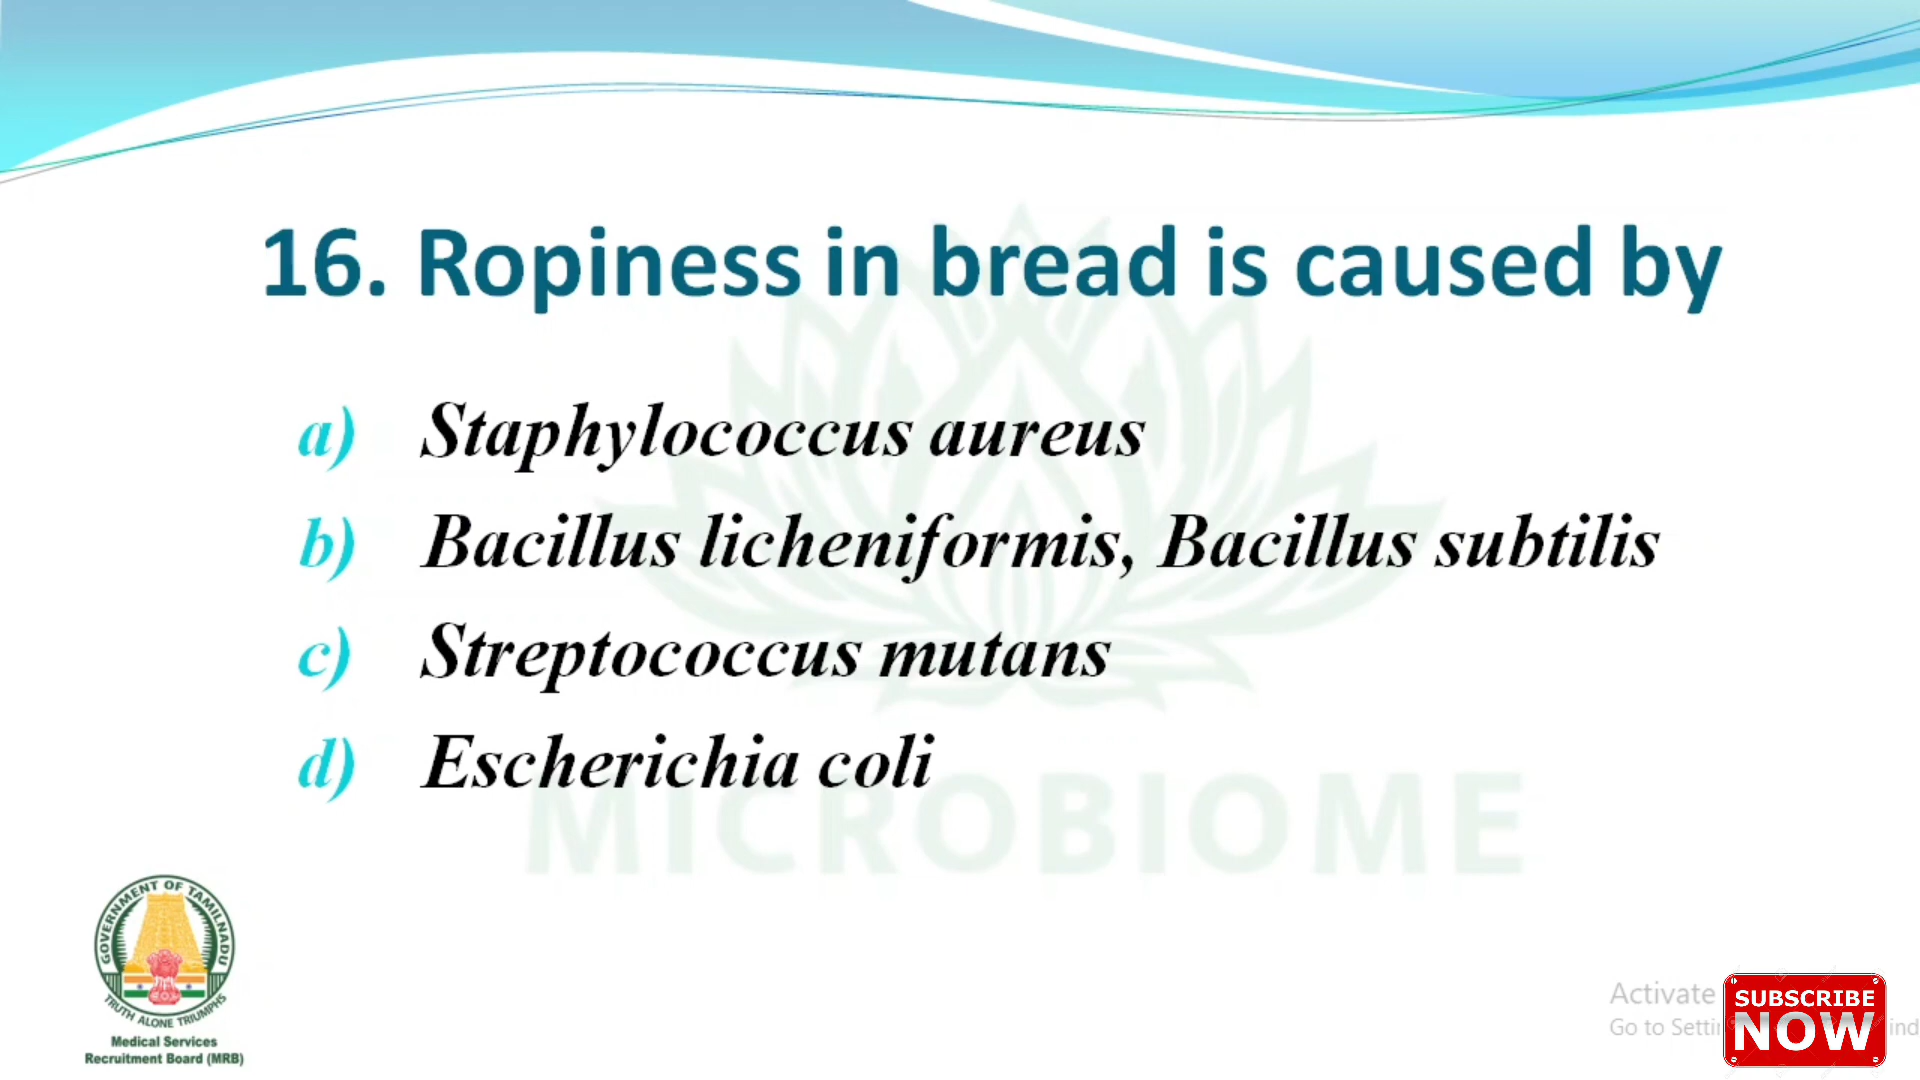 16. Ropiness in bread is caused by
a) Staphylococcus aureus
b) Bacillus licheniformis, Bacillus subtilis
c) Streptococcus mutans
d) Escherichia coli
MICROBIOME
GOVERNMENT OF TAMILNADU
TRUTH ALONE TRIUMPHS
Medical Services
Recruitment Board (MRB)
Activate
Go to
SUBSCRIBE
NOW